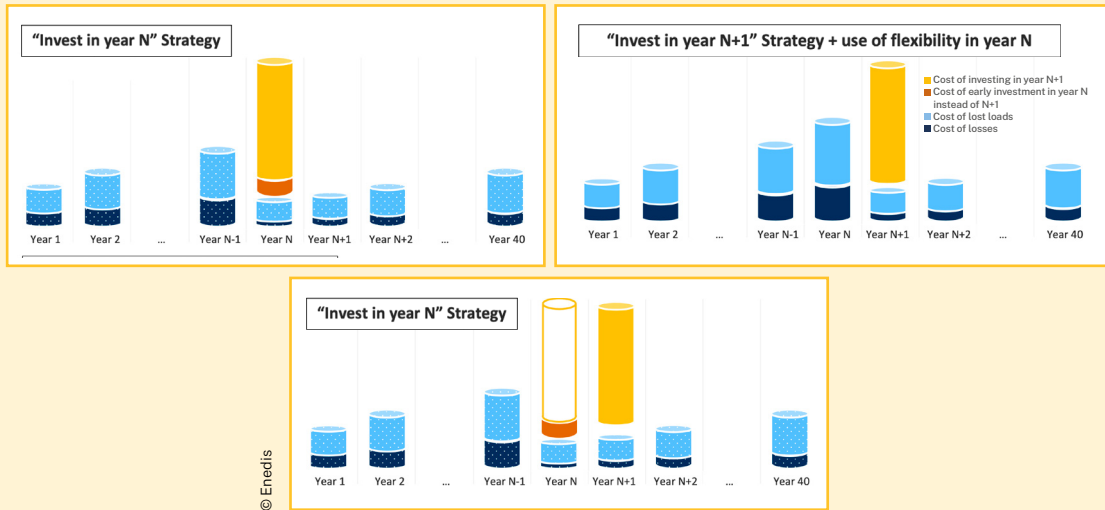 “Invest in year N” Strategy
Year 1 Year 2 ... Year N-1 Year N Year N+1 Year N+2 ... Year 40
“Invest in year N+1” Strategy + use of flexibility in year N
Cost of investing in year N+1
Cost of early investment in year N
instead of N+1
Cost of lost loads
Cost of losses
Year 1 Year 2 ... Year N-1 Year N Year N+1 Year N+2 ... Year 40
“Invest in year N” Strategy
Year 1 Year 2 ... Year N-1 Year N Year N+1 Year N+2 ... Year 40
© Enedis